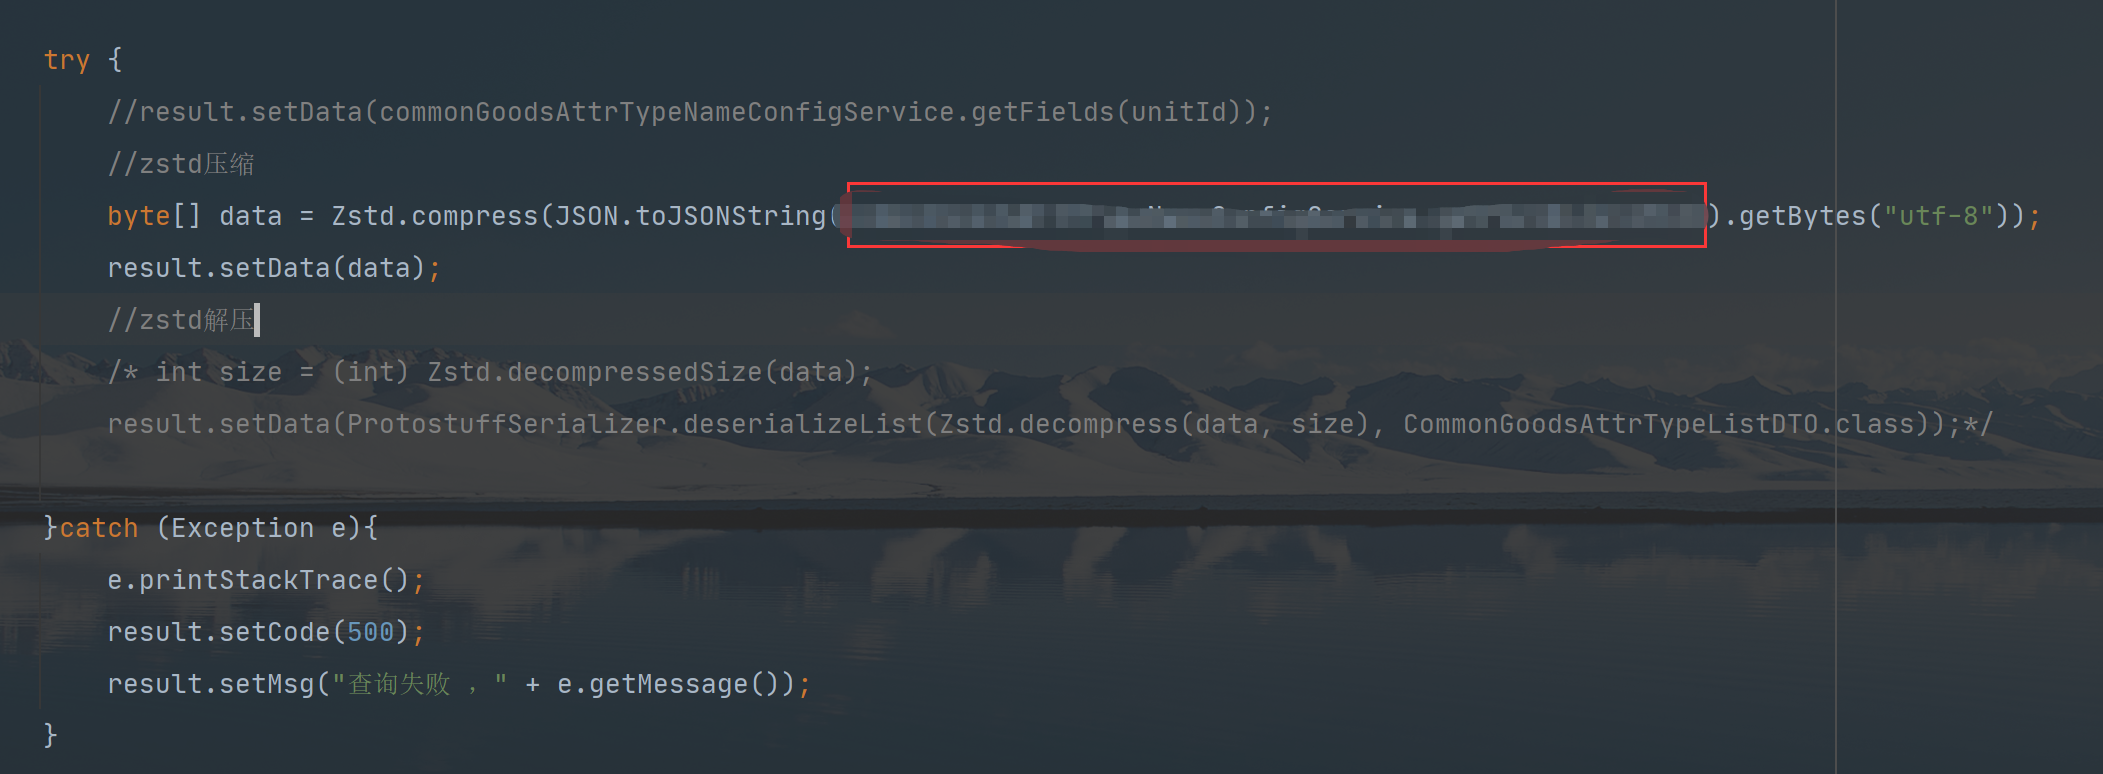 try {
//result.setData(commonGoodsAttrTypeNameConfigService.getFields(unitId));
//zstd压缩
byte[] data = Zstd.compress(JSON.toJSONString( ).getBytes("utf-8"));
result.setData(data);
//zstd解压
/* int size = (int) Zstd.decompressedSize(data);
result.setData(ProtostuffSerializer.deserializeList(Zstd.decompress(data, size), CommonGoodsAttrTypeListDTO.class));*/
}catch (Exception e){
e.printStackTrace();
result.setCode(500);
result.setMsg("查询失败 ，" + e.getMessage());
}